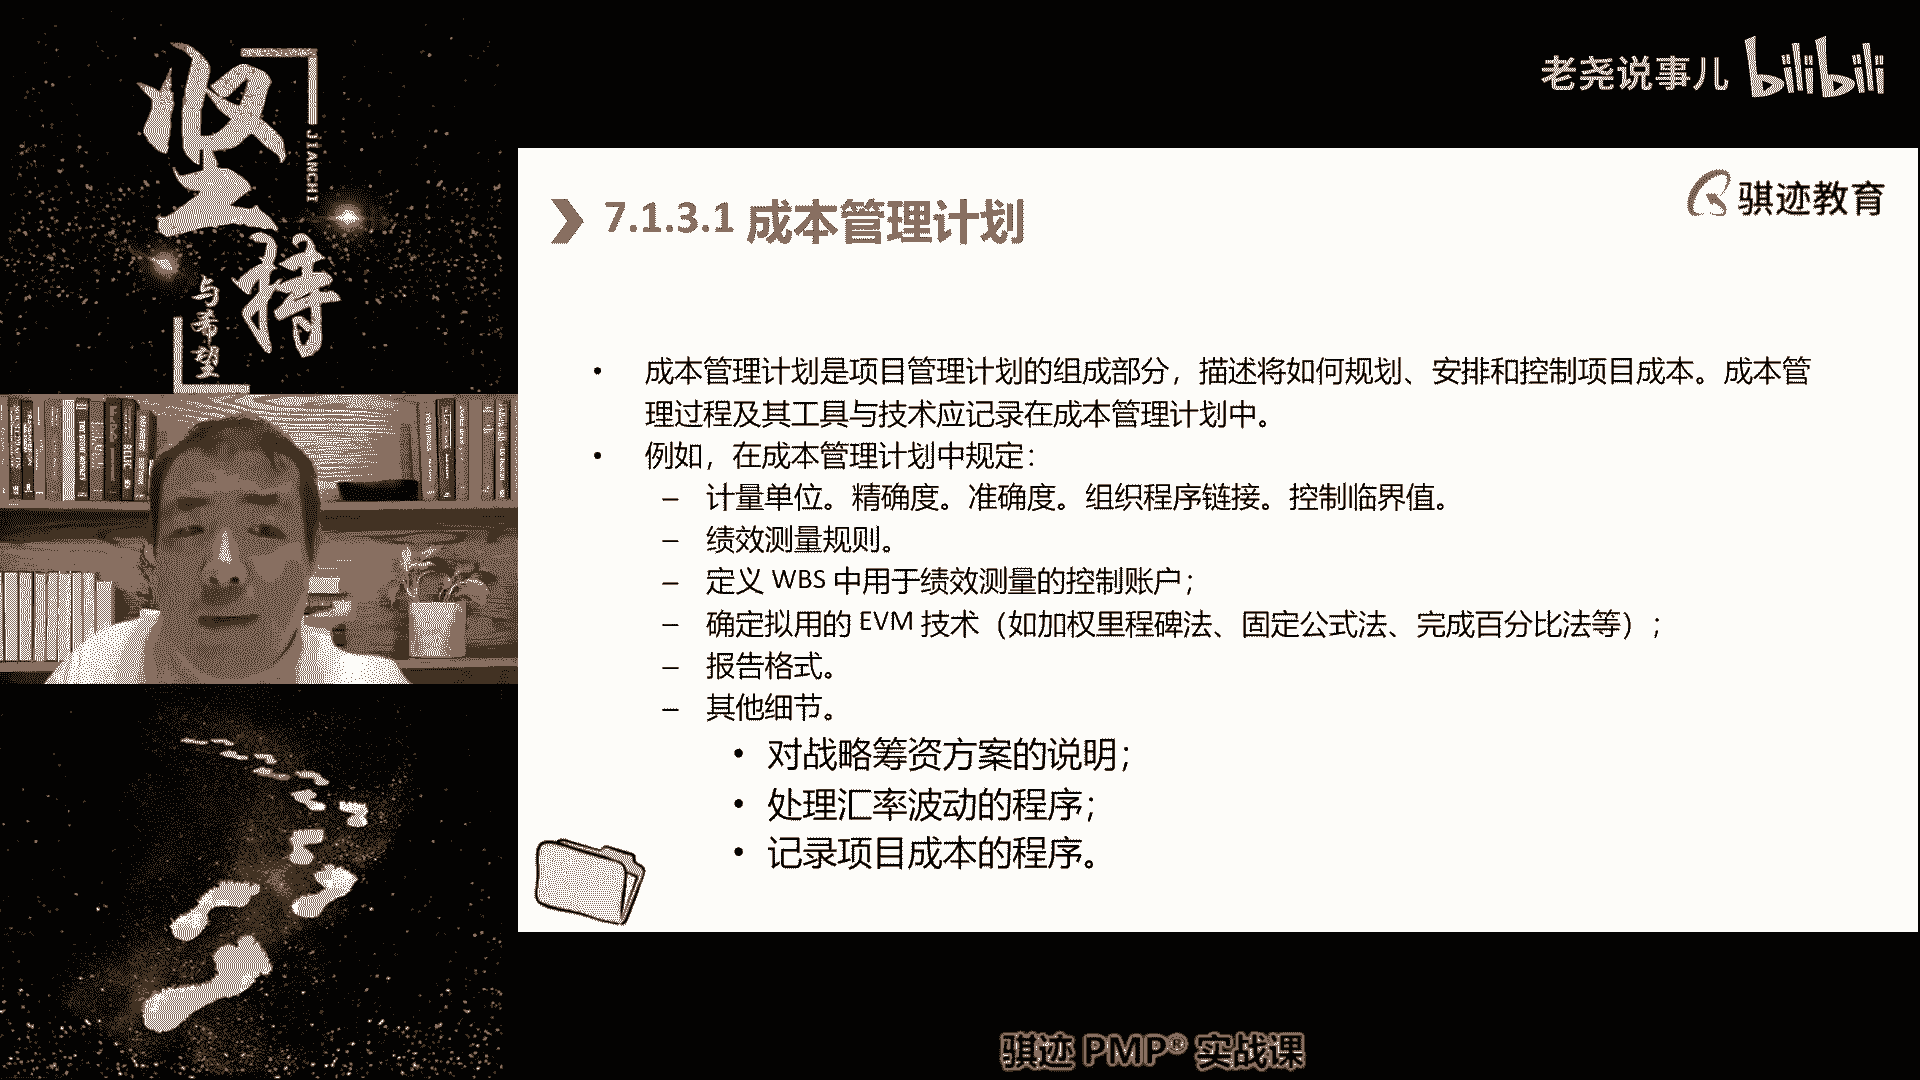 坚持
JIANCHI
与希望
老尧说事儿 bilibili
骐迹教育
7.1.3.1 成本管理计划
• 成本管理计划是项目管理计划的组成部分，描述将如何规划、安排和控制项目成本。成本管
理过程及其工具与技术应记录在成本管理计划中。
• 例如，在成本管理计划中规定：
– 计量单位。精确度。准确度。组织程序链接。控制临界值。
– 绩效测量规则。
– 定义 WBS 中用于绩效测量的控制账户；
– 确定拟用的 EVM 技术（如加权里程碑法、固定公式法、完成百分比法等）；
– 报告格式。
– 其他细节。
• 对战略筹资方案的说明；
• 处理汇率波动的程序；
• 记录项目成本的程序。
骐迹 PMP® 实战课